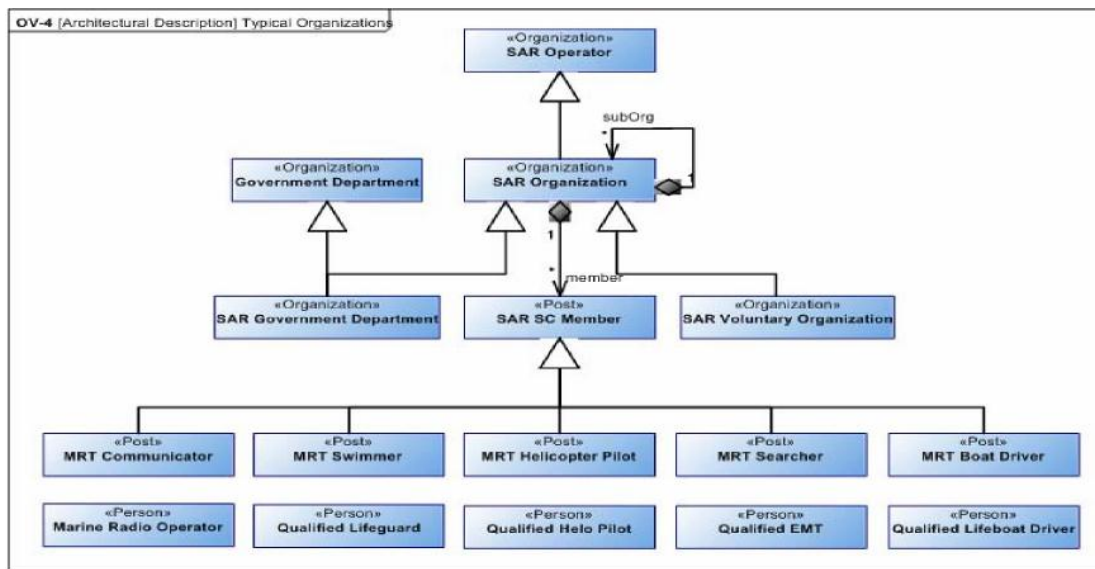 OV-4 [Architectural Description] Typical Organizations
«Organization»
SAR Operator
subOrg
*
«Organization»
Government Department
«Organization»
SAR Organization
1
1
*
member
«Organization»
SAR Government Department
«Post»
SAR SC Member
«Organization»
SAR Voluntary Organization
«Post»
MRT Communicator
«Post»
MRT Swimmer
«Post»
MRT Helicopter Pilot
«Post»
MRT Searcher
«Post»
MRT Boat Driver
«Person»
Marine Radio Operator
«Person»
Qualified Lifeguard
«Person»
Qualified Helo Pilot
«Person»
Qualified EMT
«Person»
Qualified Lifeboat Driver